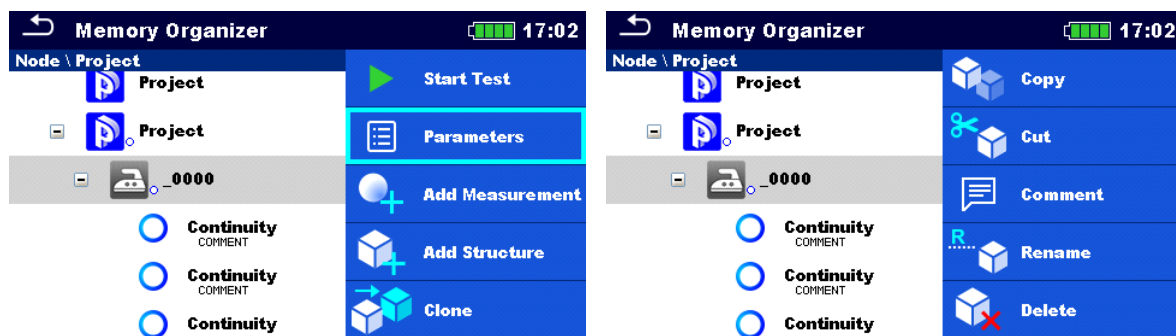 Memory Organizer 17:02
Node \ Project
Project
Project
_0000
Continuity
COMMENT
Continuity
COMMENT
Continuity
Start Test
Parameters
Add Measurement
Add Structure
Clone
Memory Organizer 17:02
Node \ Project
Project
Project
_0000
Continuity
COMMENT
Continuity
COMMENT
Continuity
Copy
Cut
Comment
R
Rename
Delete